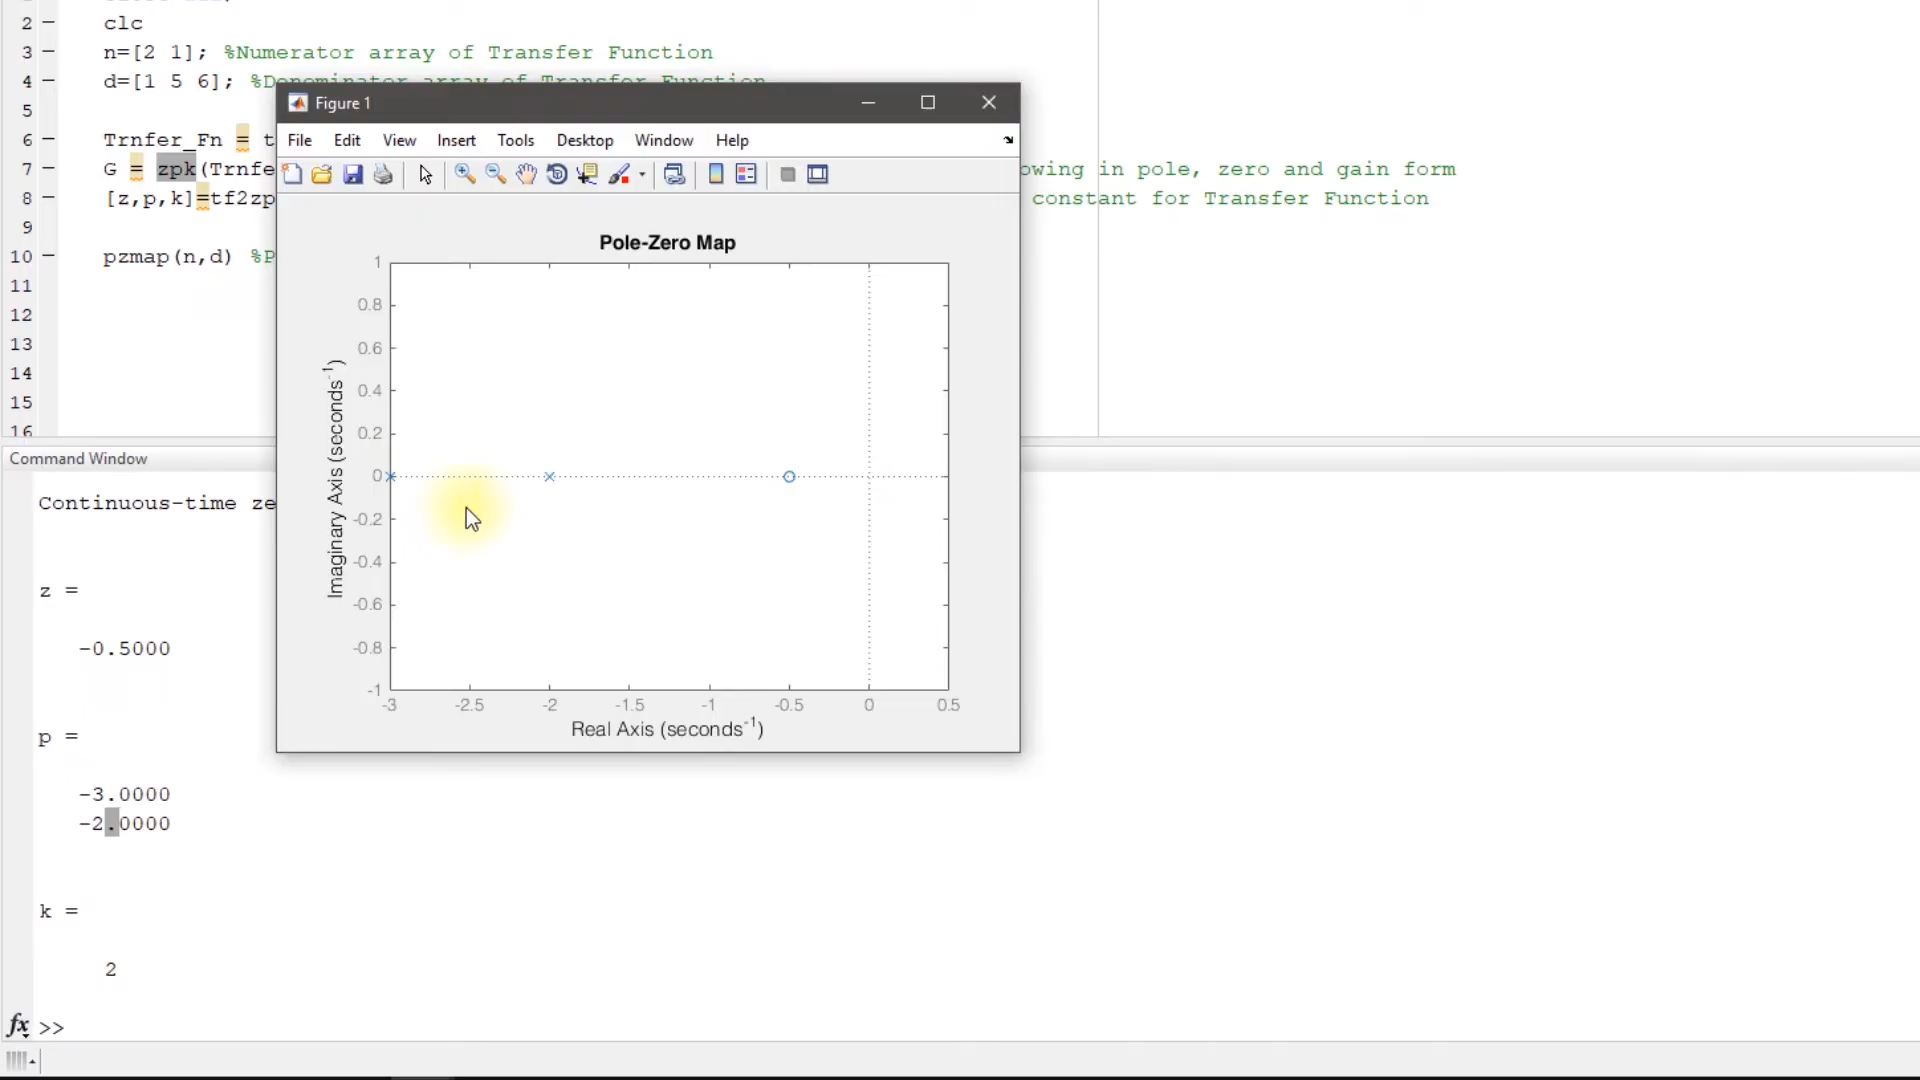 2 — clc
3 — n=[2 1]; %Numerator array of Transfer Function
4 — d=[1 5 6]; %Denominator array of Transfer Function
5
6 — Trnfer_Fn = t
7 — G = zpk(Trnfe owing in pole, zero and gain form
8 — [z,p,k]=tf2zp constant for Transfer Function
9
10 — pzmap(n,d) %P
11
12
13
14
15
16
Figure 1
File Edit View Insert Tools Desktop Window Help
Pole-Zero Map
1
0.8
0.6
0.4
0.2
0
-0.2
-0.4
-0.6
-0.8
-1
Imaginary Axis (seconds⁻¹)
-3 -2.5 -2 -1.5 -1 -0.5 0 0.5
Real Axis (seconds⁻¹)
Command Window
Continuous-time ze
z =
-0.5000
p =
-3.0000
-2.0000
k =
2
fx >>